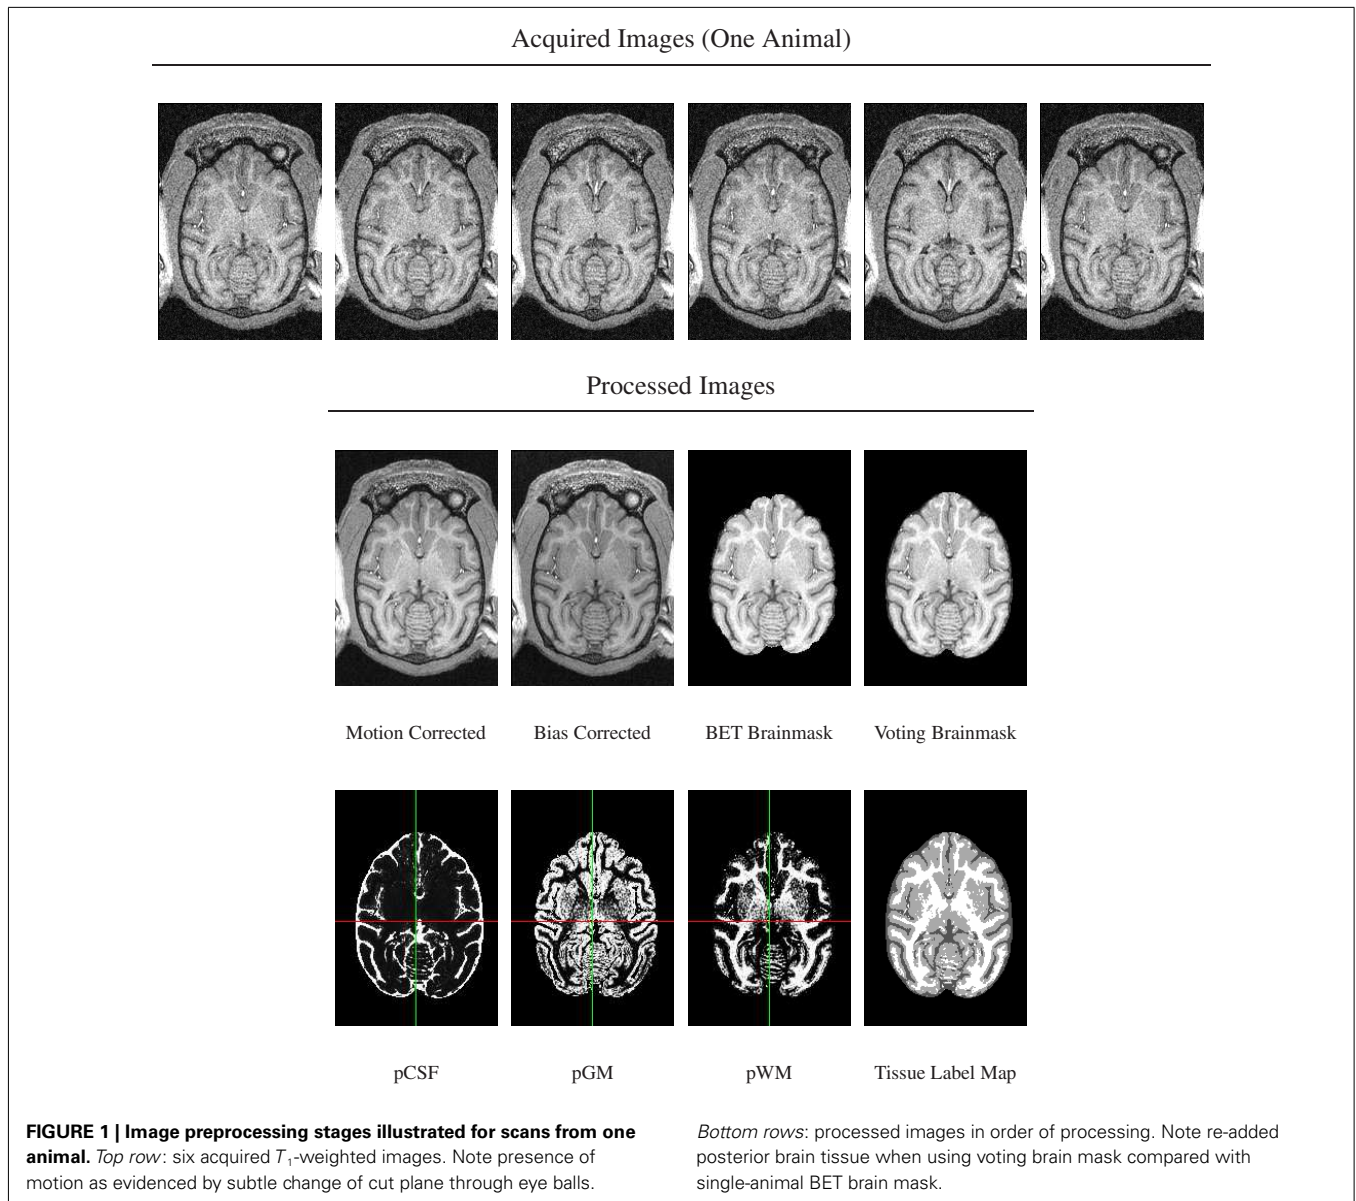 Acquired Images (One Animal)
Processed Images
Motion Corrected
Bias Corrected
BET Brainmask
Voting Brainmask
pCSF
pGM
pWM
Tissue Label Map
FIGURE 1 | Image preprocessing stages illustrated for scans from one
animal. Top row: six acquired T1-weighted images. Note presence of
motion as evidenced by subtle change of cut plane through eye balls.
Bottom rows: processed images in order of processing. Note re-added
posterior brain tissue when using voting brain mask compared with
single-animal BET brain mask.